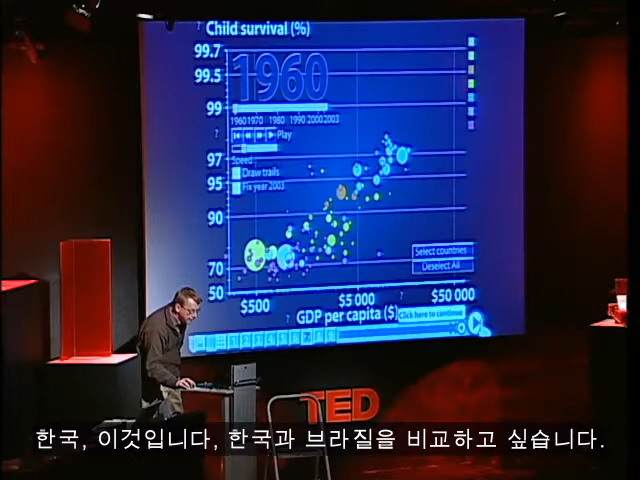 Child survival (%)
99.7
99.5
1960
99
1960 1970 1980 1990 2000 2003
Play
97
Speed
Draw trails
95
Fix year 2003
90
Select countries
70
Deselect All
50
$500
$5 000
$50 000
GDP per capita ($)
Click here to continue
TED
한국, 이것입니다, 한국과 브라질을 비교하고 싶습니다.